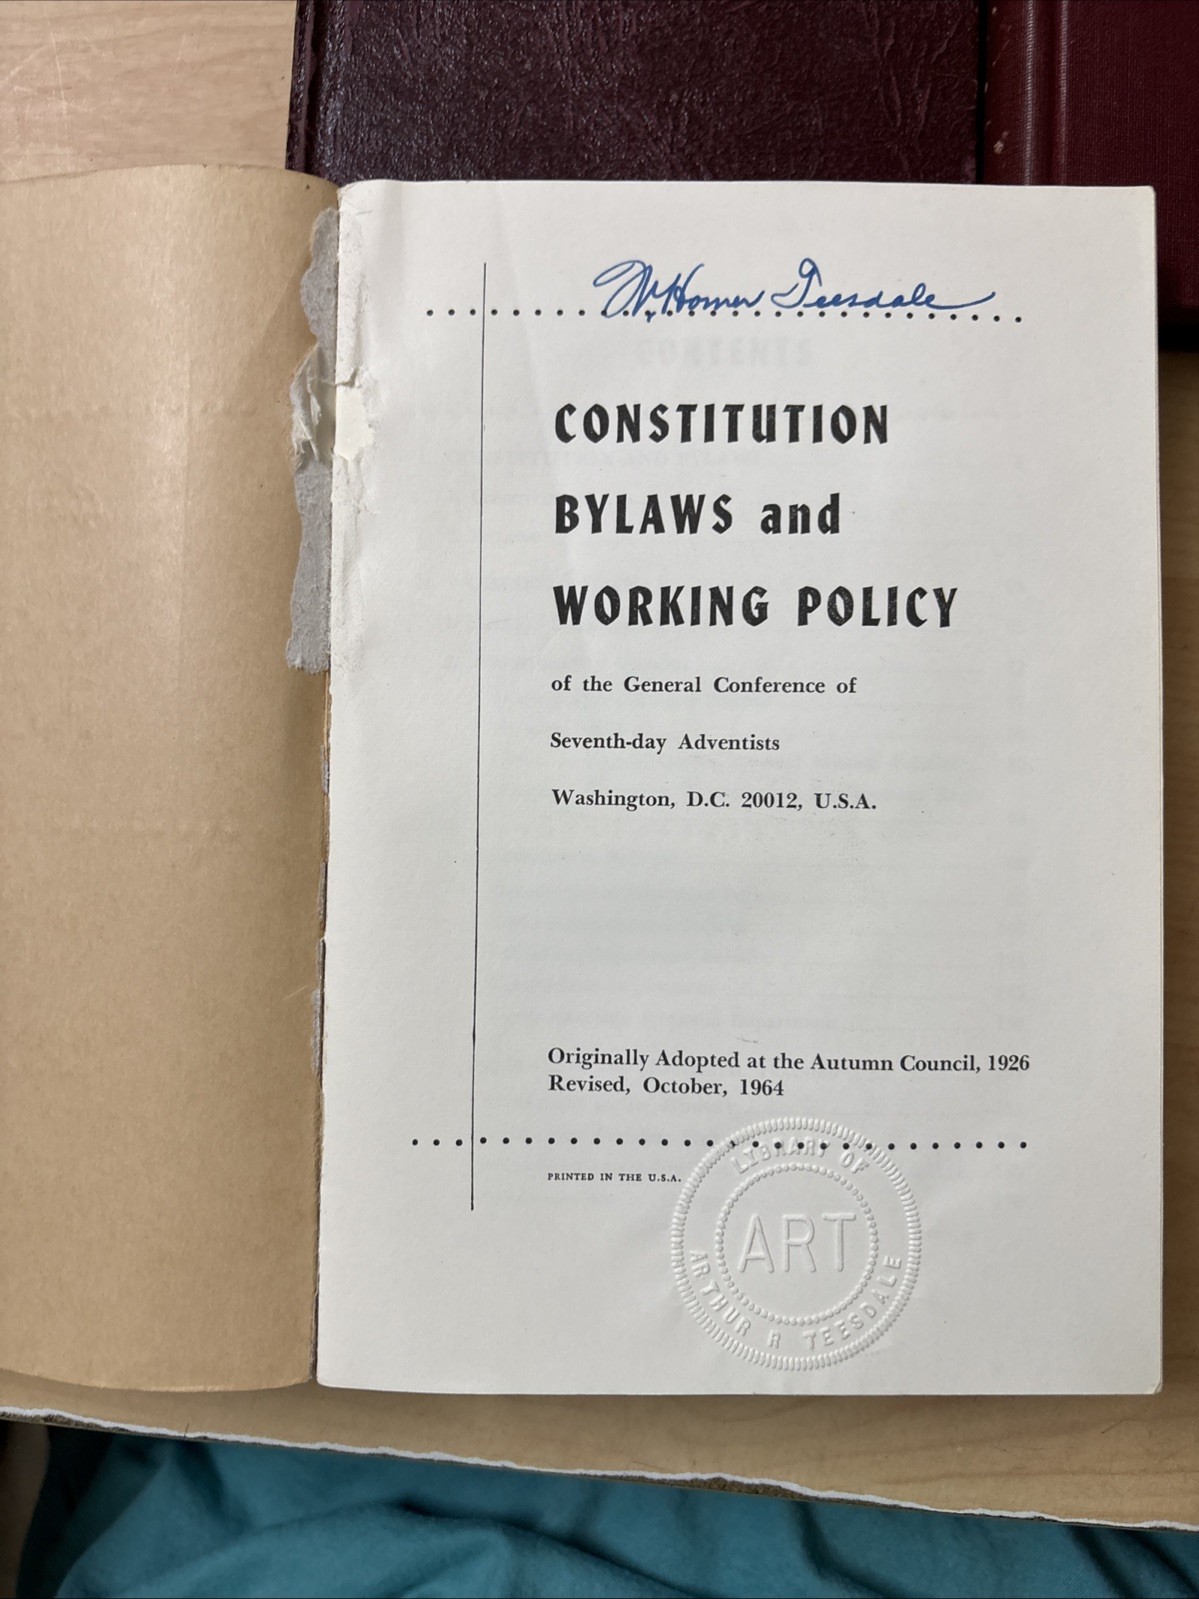 W. Homer Teesdale
CONTENTS
CONSTITUTION
BYLAWS and
WORKING POLICY
of the General Conference of
Seventh-day Adventists
Washington, D.C. 20012, U.S.A.
Originally Adopted at the Autumn Council, 1926
Revised, October, 1964
PRINTED IN THE U.S.A.
LIBRARY OF
ART
ARTHUR R TEESDALE